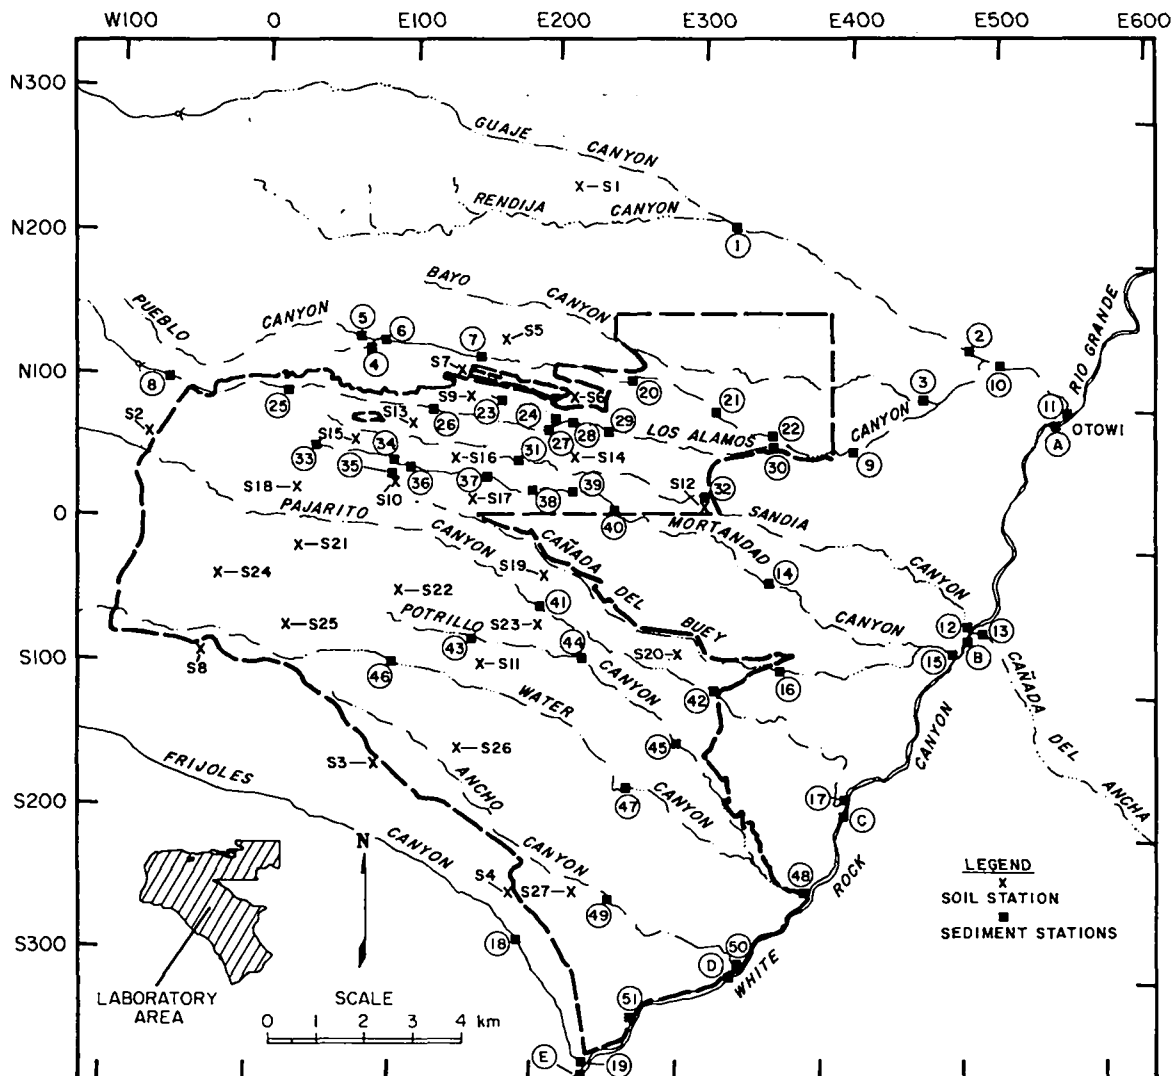 W100 0 E100 E200 E300 E400 E500 E600
N300
GUAJE CANYON
X—S1
RENDIJA CANYON
N200
1
BAYO CANYON
RIO GRANDE
PUEBLO CANYON
5 6 7 S5
2
4 S7
N100
8 10
25 S9 S6 20 21 3
S2 S13 26 23 24 27 28 29 22 CANYON 11
LOS ALAMOS
OTOWI
A
S15 34 31 30 9
33 X—S16 X—S14
35 36 37 S12 32
S18 S10 X—S17 38 39
0
PAJARITO CANYON
40
MORTANDAD CANYON
SANDIA CANYON
CAÑADA DEL BUEY
X—S21
S19
X—S24 X—S22 41 14
POTRILLO CANYON
X—S25 S23 12 13
43 44
S100
S8 46 X—S11 S20 16 15 B
CAÑADA DEL ANCHA
42
WATER CANYON
X—S26 45
S3
FRIJOLES CANYON
ANCHO CANYON
S200
47 17 C
WHITE ROCK CANYON
N
S4 S27 48
49
LEGEND
X
SOIL STATION
■
SEDIMENT STATIONS
S300
18 50
D
LABORATORY
AREA
SCALE
0 1 2 3 4 km
51
E 19